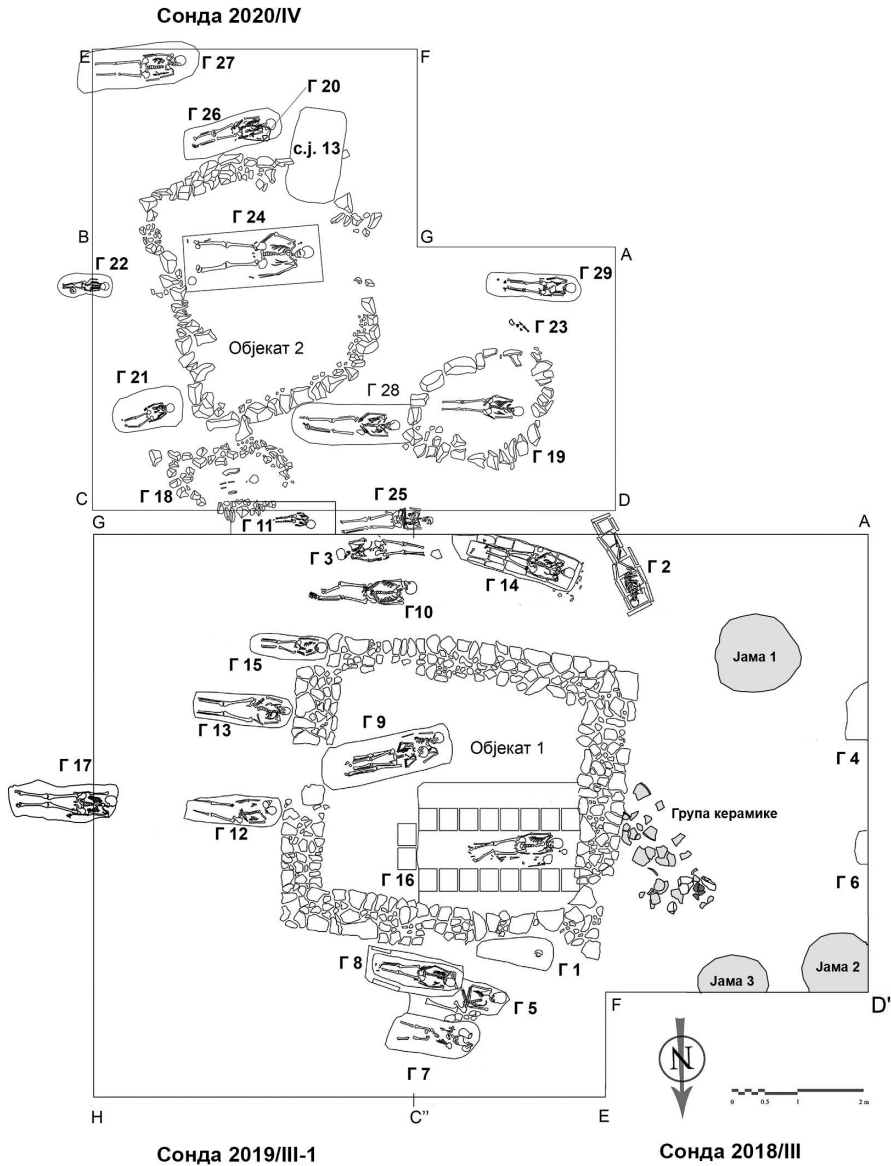 Сонда 2020/IV
E
F
Г 27
Г 20
Г 26
с.ј. 13
Г 24
B
G
A
Г 22
Г 29
Г 23
Објекат 2
Г 21
Г 28
Г 19
Г 18
C
Г 25
D
G
Г 11
A
Г 3
Г 14
Г 2
Г10
Г 15
Јама 1
Г 13
Г 9
Објекат 1
Г 17
Г 4
Група керамике
Г 12
Г 16
Г 6
Г 8
Г 1
Јама 3
Јама 2
Г 5
F
D'
N
Г 7
0 0.5 1 2 m
H
C''
E
Сонда 2019/III-1
Сонда 2018/III